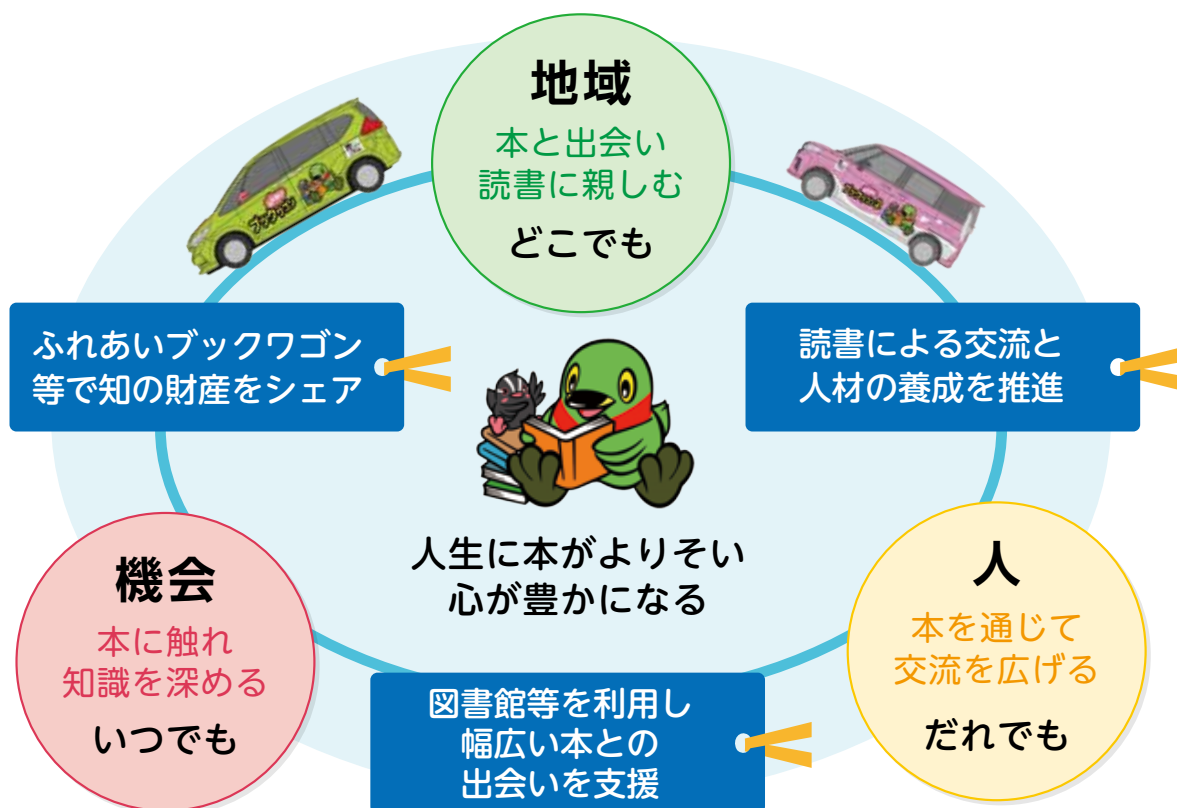 地域
本と出会い
読書に親しむ
どこでも
ふれあいブックワゴン
等で知の財産をシェア
読書による交流と
人材の養成を推進
人生に本がよりそい
心が豊かになる
機会
本に触れ
知識を深める
いつでも
人
本を通じて
交流を広げる
だれでも
図書館等を利用し
幅広い本との
出会いを支援